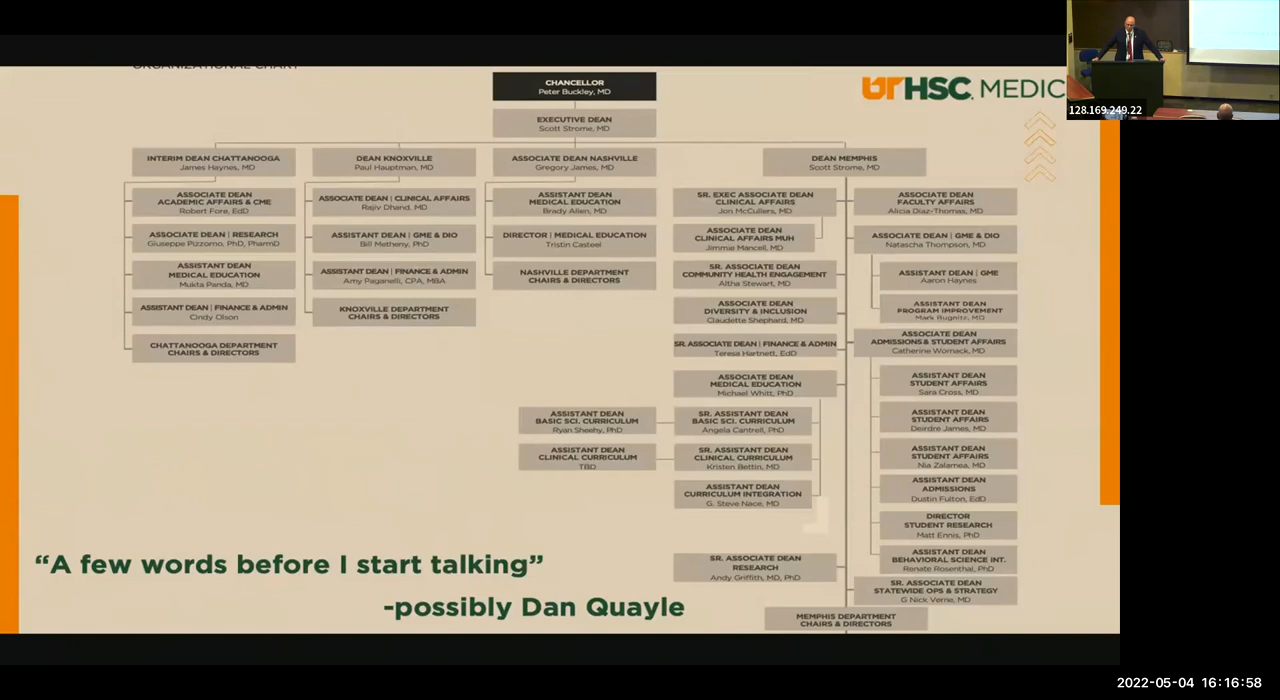 ORGANIZATIONAL CHART
CHANCELLOR
Peter Buckley, MD
UTHSC. MEDIC
128.169.249.22
EXECUTIVE DEAN
Scott Strome, MD
INTERIM DEAN CHATTANOOGA
James Haynes, MD
ASSOCIATE DEAN
ACADEMIC AFFAIRS & CME
Robert Fore, EdD
ASSOCIATE DEAN | RESEARCH
Giuseppe Pizzorno, PhD, PharmD
ASSISTANT DEAN
MEDICAL EDUCATION
Mukta Panda, MD
ASSISTANT DEAN | FINANCE & ADMIN
Cindy Olson
CHATTANOOGA DEPARTMENT
CHAIRS & DIRECTORS
DEAN KNOXVILLE
Paul Hauptman, MD
ASSOCIATE DEAN | CLINICAL AFFAIRS
Rajiv Dhand, MD
ASSISTANT DEAN | GME & DIO
Bill Metheny, PhD
ASSISTANT DEAN | FINANCE & ADMIN
Amy Paganelli, CPA, MBA
KNOXVILLE DEPARTMENT
CHAIRS & DIRECTORS
ASSOCIATE DEAN NASHVILLE
Gregory James, MD
ASSISTANT DEAN
MEDICAL EDUCATION
Brady Allen, MD
DIRECTOR | MEDICAL EDUCATION
Tristin Casteel
NASHVILLE DEPARTMENT
CHAIRS & DIRECTORS
DEAN MEMPHIS
Scott Strome, MD
SR. EXEC ASSOCIATE DEAN
CLINICAL AFFAIRS
Jon McCullers, MD
ASSOCIATE DEAN
CLINICAL AFFAIRS MUH
Jimmie Mancell, MD
SR. ASSOCIATE DEAN
COMMUNITY HEALTH ENGAGEMENT
Altha Stewart, MD
ASSOCIATE DEAN
DIVERSITY & INCLUSION
Claudette Shephard, MD
SR. ASSOCIATE DEAN | FINANCE & ADMIN
Teresa Hartnett, EdD
ASSOCIATE DEAN
MEDICAL EDUCATION
Michael Whitt, PhD
ASSISTANT DEAN
BASIC SCI. CURRICULUM
Ryan Sheehy, PhD
SR. ASSISTANT DEAN
BASIC SCI. CURRICULUM
Angela Cantrell, PhD
ASSISTANT DEAN
CLINICAL CURRICULUM
TBD
SR. ASSISTANT DEAN
CLINICAL CURRICULUM
Kristen Bettin, MD
ASSISTANT DEAN
CURRICULUM INTEGRATION
G. Steve Nace, MD
SR. ASSOCIATE DEAN
RESEARCH
Andy Griffith, MD, PhD
ASSOCIATE DEAN
FACULTY AFFAIRS
Alicia Diaz-Thomas, MD
ASSOCIATE DEAN | GME & DIO
Natascha Thompson, MD
ASSISTANT DEAN | GME
Aaron Haynes
ASSISTANT DEAN
PROGRAM IMPROVEMENT
Mark Bugnitz, MD
ASSOCIATE DEAN
ADMISSIONS & STUDENT AFFAIRS
Catherine Womack, MD
ASSISTANT DEAN
STUDENT AFFAIRS
Sara Cross, MD
ASSISTANT DEAN
STUDENT AFFAIRS
Deirdre James, MD
ASSISTANT DEAN
STUDENT AFFAIRS
Nia Zalamea, MD
ASSISTANT DEAN
ADMISSIONS
Dustin Fulton, EdD
DIRECTOR
STUDENT RESEARCH
Matt Ennis, PhD
ASSISTANT DEAN
BEHAVIORAL SCIENCE INT.
Renate Rosenthal, PhD
SR. ASSOCIATE DEAN
STATEWIDE OPS & STRATEGY
G Nick Verne, MD
MEMPHIS DEPARTMENT
CHAIRS & DIRECTORS
“A few words before I start talking”
-possibly Dan Quayle
2022-05-04 16:16:58